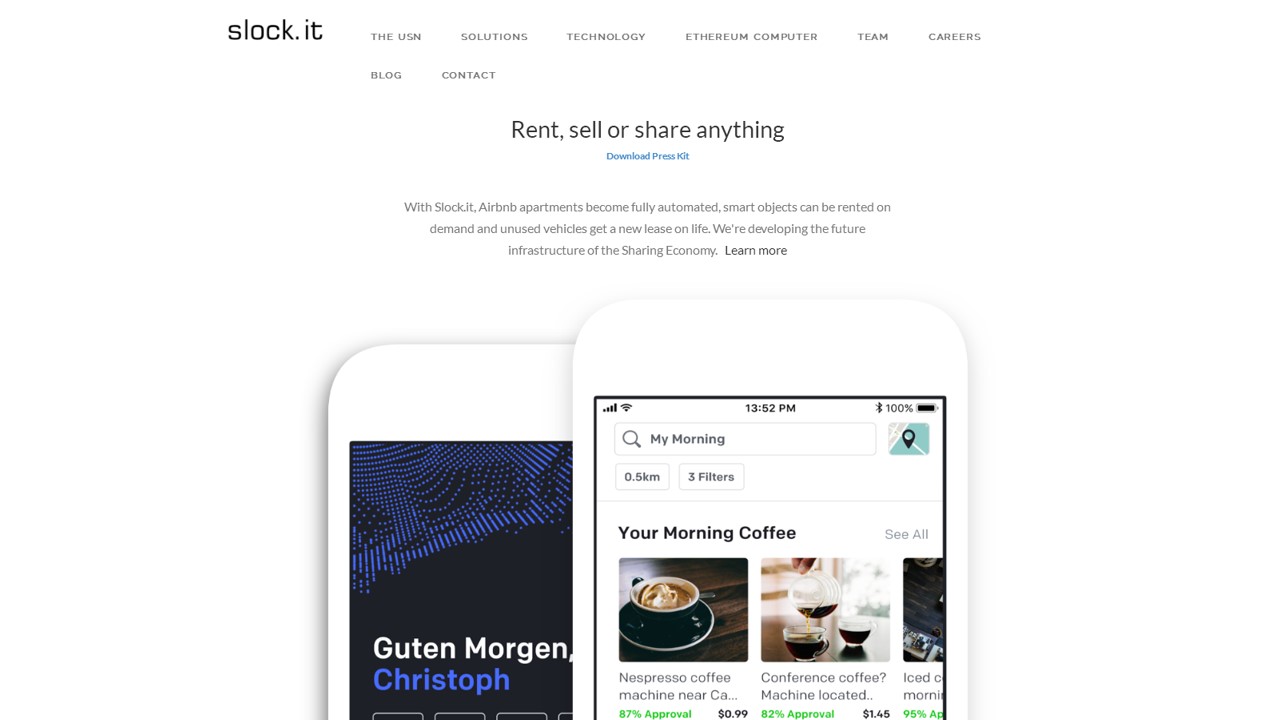 slock.it
THE USN SOLUTIONS TECHNOLOGY ETHEREUM COMPUTER TEAM CAREERS
BLOG CONTACT
Rent, sell or share anything
Download Press Kit
With Slock.it, Airbnb apartments become fully automated, smart objects can be rented on
demand and unused vehicles get a new lease on life. We're developing the future
infrastructure of the Sharing Economy. Learn more
13:52 PM 100%
My Morning
0.5km 3 Filters
Your Morning Coffee See All
Guten Morgen,
Christoph
Nespresso coffee
machine near Ca...
87% Approval $0.99
Conference coffee?
Machine located..
82% Approval $1.45
Iced c
morni
95% Ap